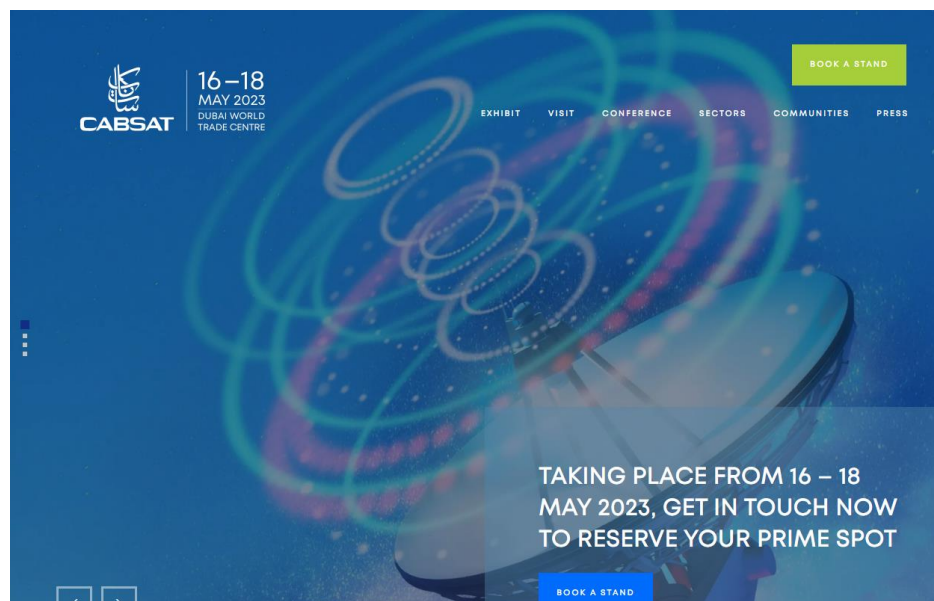 BOOK A STAND
16–18
MAY 2023
DUBAI WORLD
TRADE CENTRE
CABSAT
EXHIBIT VISIT CONFERENCE SECTORS COMMUNITIES PRESS
TAKING PLACE FROM 16 – 18
MAY 2023, GET IN TOUCH NOW
TO RESERVE YOUR PRIME SPOT
BOOK A STAND